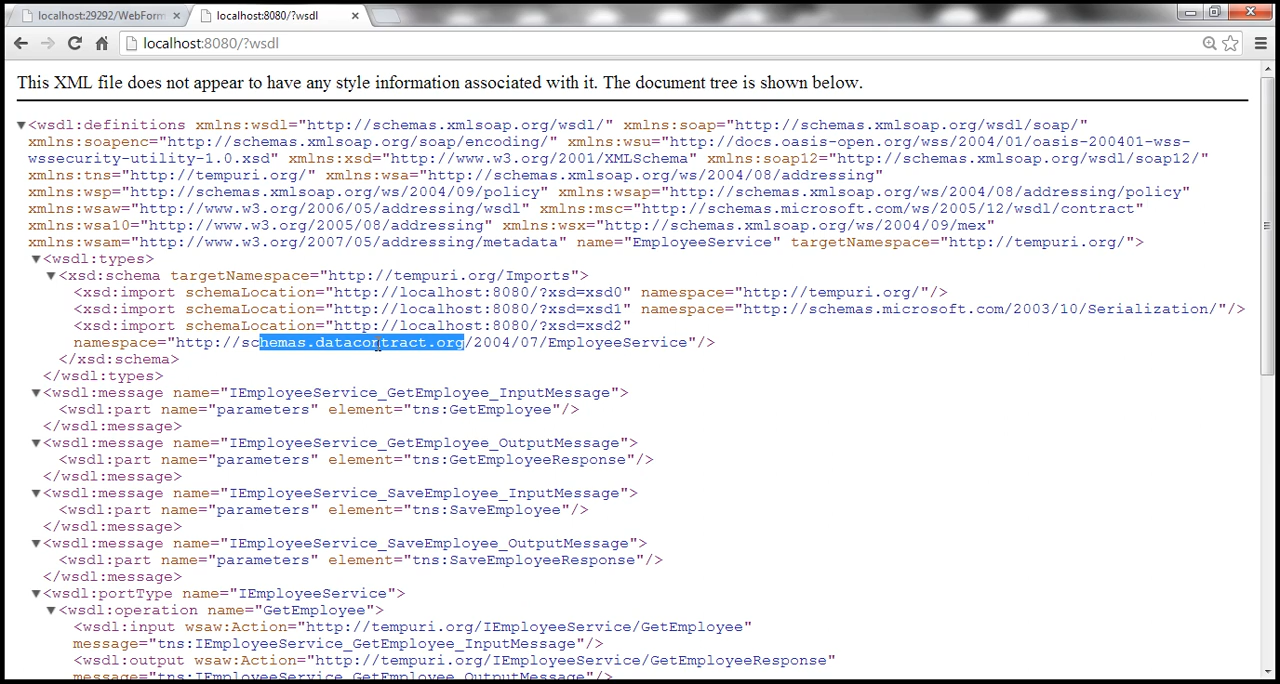 localhost:29292/WebForm
localhost:8080/?wsdl
localhost:8080/?wsdl
This XML file does not appear to have any style information associated with it. The document tree is shown below.
<wsdl:definitions xmlns:wsdl="http://schemas.xmlsoap.org/wsdl/" xmlns:soap="http://schemas.xmlsoap.org/wsdl/soap/"
xmlns:soapenc="http://schemas.xmlsoap.org/soap/encoding/" xmlns:wsu="http://docs.oasis-open.org/wss/2004/01/oasis-200401-wss-
wssecurity-utility-1.0.xsd" xmlns:xsd="http://www.w3.org/2001/XMLSchema" xmlns:soap12="http://schemas.xmlsoap.org/wsdl/soap12/"
xmlns:tns="http://tempuri.org/" xmlns:wsa="http://schemas.xmlsoap.org/ws/2004/08/addressing"
xmlns:wsp="http://schemas.xmlsoap.org/ws/2004/09/policy" xmlns:wsap="http://schemas.xmlsoap.org/ws/2004/08/addressing/policy"
xmlns:wsaw="http://www.w3.org/2006/05/addressing/wsdl" xmlns:msc="http://schemas.microsoft.com/ws/2005/12/wsdl/contract"
xmlns:wsa10="http://www.w3.org/2005/08/addressing" xmlns:wsx="http://schemas.xmlsoap.org/ws/2004/09/mex"
xmlns:wsam="http://www.w3.org/2007/05/addressing/metadata" name="EmployeeService" targetNamespace="http://tempuri.org/">
<wsdl:types>
<xsd:schema targetNamespace="http://tempuri.org/Imports">
<xsd:import schemaLocation="http://localhost:8080/?xsd=xsd0" namespace="http://tempuri.org/"/>
<xsd:import schemaLocation="http://localhost:8080/?xsd=xsd1" namespace="http://schemas.microsoft.com/2003/10/Serialization/"/>
<xsd:import schemaLocation="http://localhost:8080/?xsd=xsd2"
namespace="http://schemas.datacontract.org/2004/07/EmployeeService"/>
</xsd:schema>
</wsdl:types>
<wsdl:message name="IEmployeeService_GetEmployee_InputMessage">
<wsdl:part name="parameters" element="tns:GetEmployee"/>
</wsdl:message>
<wsdl:message name="IEmployeeService_GetEmployee_OutputMessage">
<wsdl:part name="parameters" element="tns:GetEmployeeResponse"/>
</wsdl:message>
<wsdl:message name="IEmployeeService_SaveEmployee_InputMessage">
<wsdl:part name="parameters" element="tns:SaveEmployee"/>
</wsdl:message>
<wsdl:message name="IEmployeeService_SaveEmployee_OutputMessage">
<wsdl:part name="parameters" element="tns:SaveEmployeeResponse"/>
</wsdl:message>
<wsdl:portType name="IEmployeeService">
<wsdl:operation name="GetEmployee">
<wsdl:input wsaw:Action="http://tempuri.org/IEmployeeService/GetEmployee"
message="tns:IEmployeeService_GetEmployee_InputMessage"/>
<wsdl:output wsaw:Action="http://tempuri.org/IEmployeeService/GetEmployeeResponse"
message="tns:IEmployeeService_GetEmployee_OutputMessage"/>